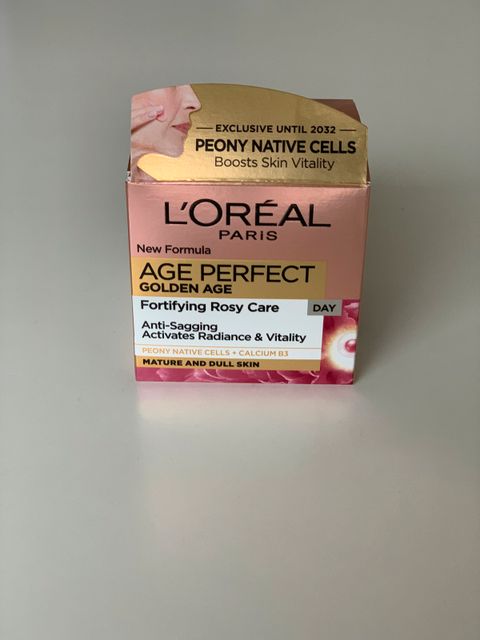 EXCLUSIVE UNTIL 2032
PEONY NATIVE CELLS
Boosts Skin Vitality
L'ORÉAL
PARIS
New Formula
AGE PERFECT
GOLDEN AGE
Fortifying Rosy Care
DAY
Anti-Sagging
Activates Radiance & Vitality
PEONY NATIVE CELLS + CALCIUM B3
MATURE AND DULL SKIN